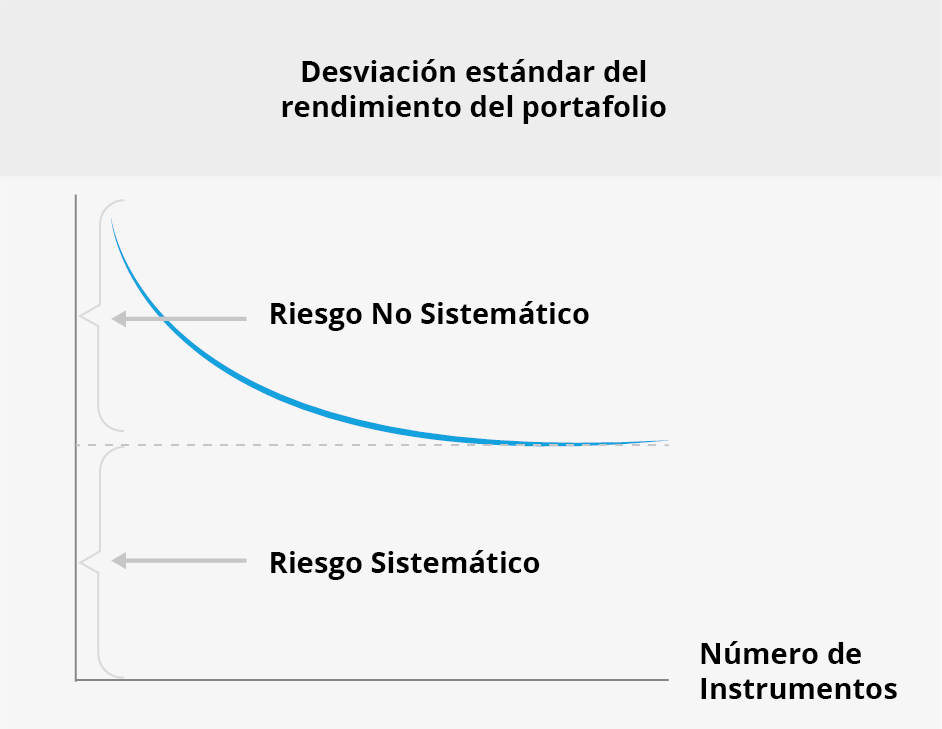 Desviación estándar del
rendimiento del portafolio
Riesgo No Sistemático
Riesgo Sistemático
Número de
Instrumentos